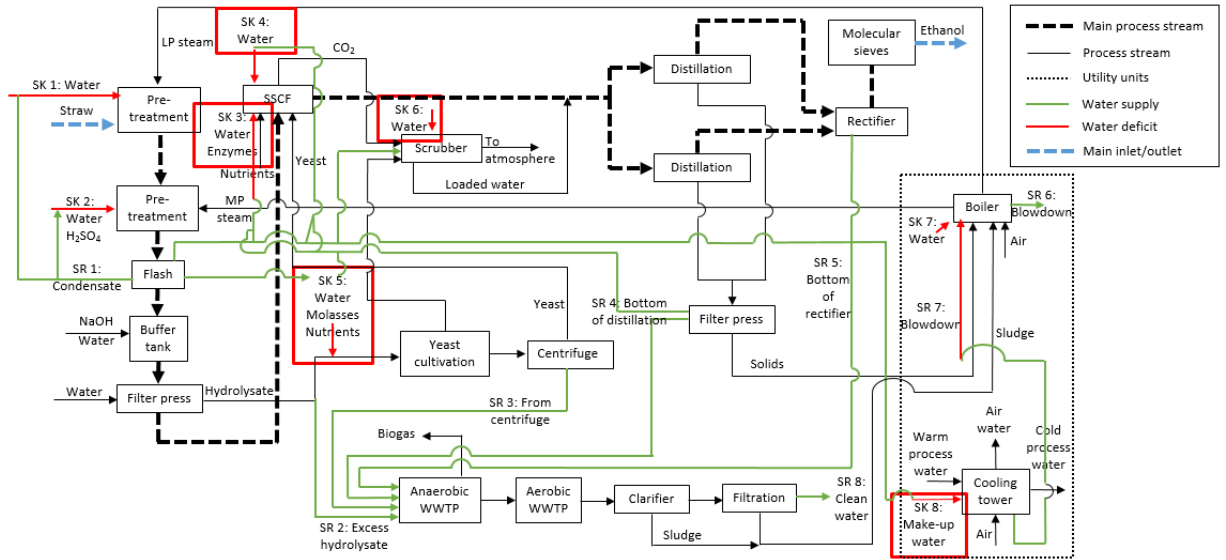 SK 4:
Water
LP steam
CO2
SK 1: Water
Straw
Pre-
treatment
SSCF
SK 3:
Water
Enzymes
Nutrients
Yeast
SK 6:
Water
Scrubber
To
atmosphere
Loaded water
Distillation
Distillation
Molecular
sieves
Ethanol
Rectifier
Main process stream
Process stream
Utility units
Water supply
Water deficit
Main inlet/outlet
SK 2:
Water
H2SO4
Pre-
treatment
MP
steam
SR 1:
Condensate
Flash
NaOH
Water
Buffer
tank
Water
Filter press
Hydrolysate
SK 5:
Water
Molasses
Nutrients
Yeast
cultivation
Yeast
Centrifuge
SR 4: Bottom
of distillation
Filter press
SR 5:
Bottom
of
rectifier
Solids
Boiler
SR 6:
Blowdown
SK 7:
Water
Air
SR 7:
Blowdown
Sludge
SR 3: From
centrifuge
Biogas
Anaerobic
WWTP
Aerobic
WWTP
Clarifier
Filtration
SR 8:
Clean
water
SR 2: Excess
hydrolysate
Sludge
Air
water
Warm
process
water
Cold
process
water
Cooling
tower
SK 8:
Make-up
water
Air